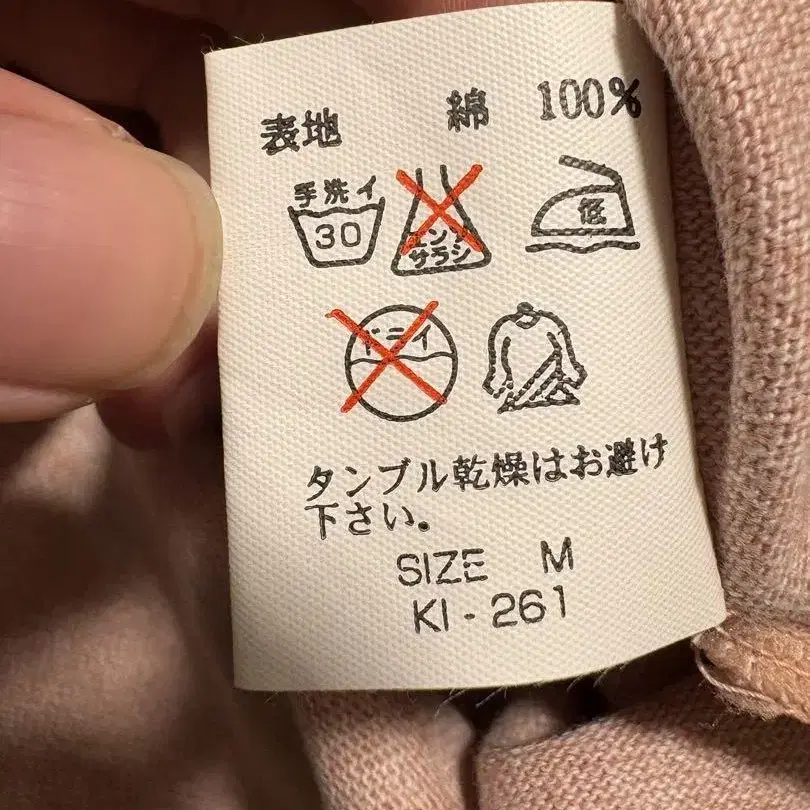 表地 綿 100%
手洗イ
30
エンソ
サラシ
低
ドライ
タンブル乾燥はお避け
下さい。
SIZE M
KI-261